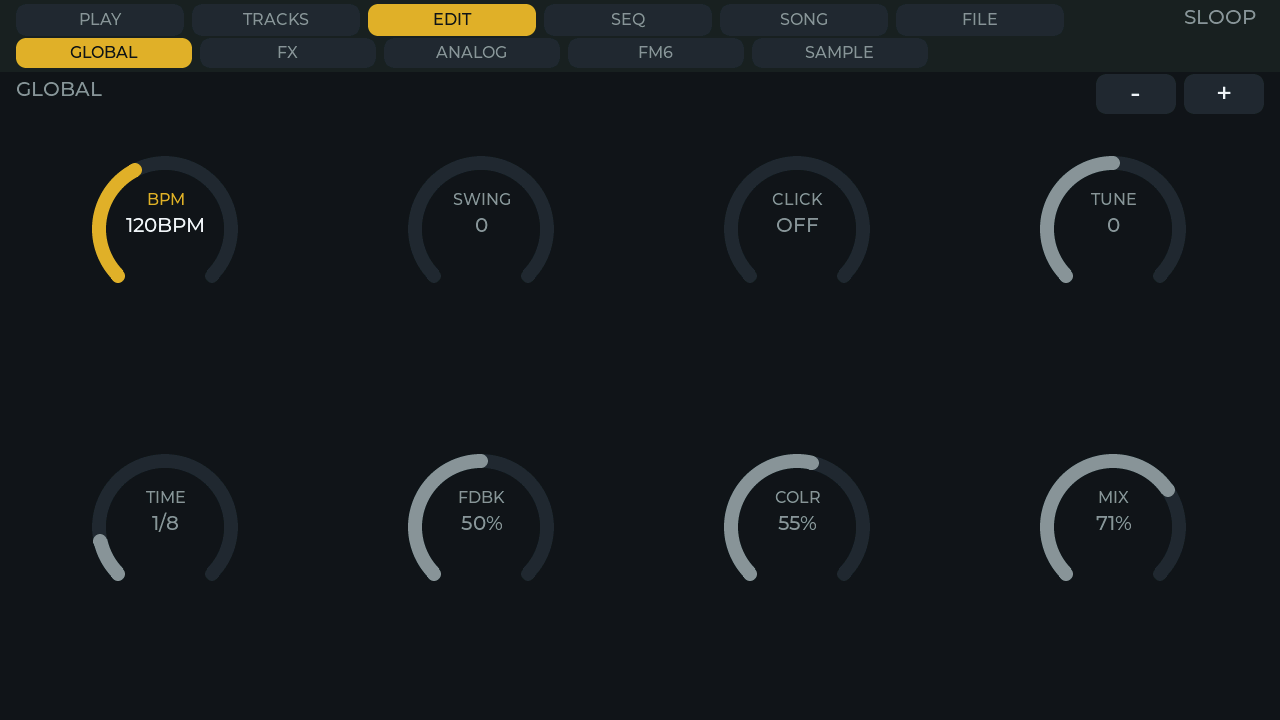 PLAY TRACKS EDIT SEQ SONG FILE SLOOP
GLOBAL FX ANALOG FM6 SAMPLE
GLOBAL - +
BPM SWING CLICK TUNE
120BPM 0 OFF 0
TIME FDBK COLR MIX
1/8 50% 55% 71%